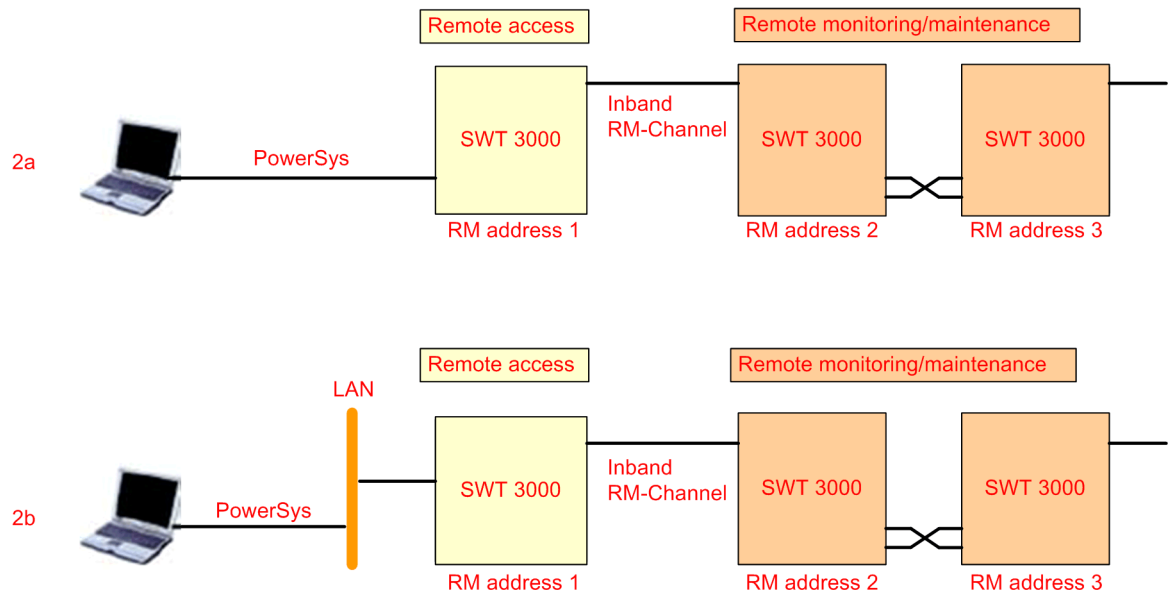 Remote access
Remote monitoring/maintenance
2a
PowerSys
SWT 3000
Inband
RM-Channel
SWT 3000
SWT 3000
RM address 1
RM address 2
RM address 3
Remote access
Remote monitoring/maintenance
LAN
2b
PowerSys
SWT 3000
Inband
RM-Channel
SWT 3000
SWT 3000
RM address 1
RM address 2
RM address 3